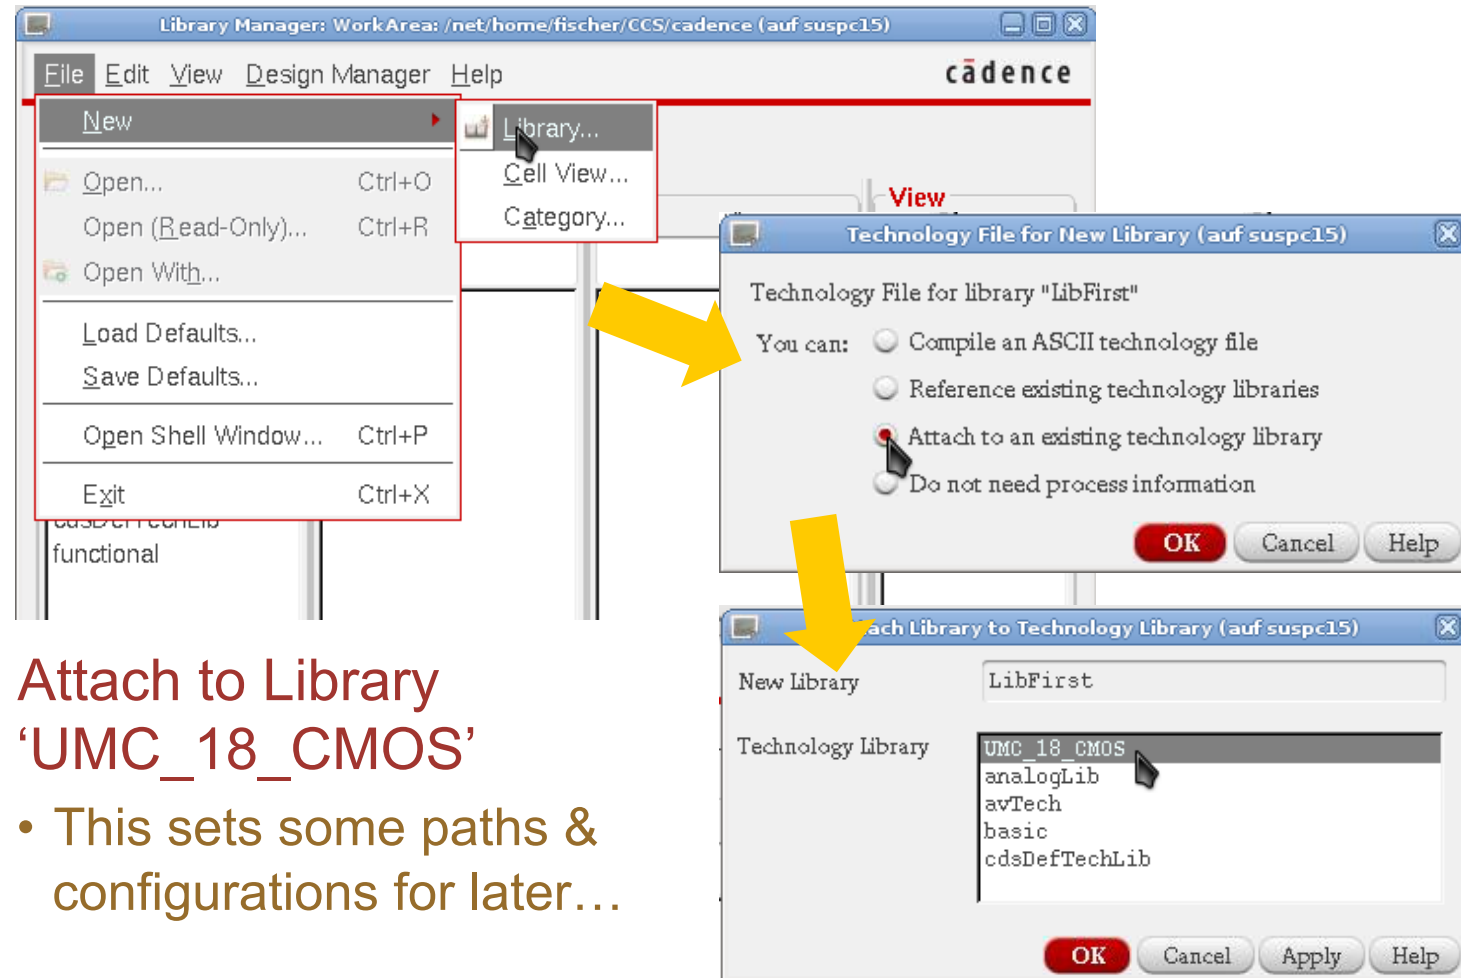 Library Manager: WorkArea: /net/home/fischer/CCS/cadence (auf suspc15)
File Edit View Design Manager Help
cādence
New
Open... Ctrl+O
Open (Read-Only)... Ctrl+R
Open With...
Load Defaults...
Save Defaults...
Open Shell Window... Ctrl+P
Exit Ctrl+X
Library...
Cell View...
Category...
View
cdsDefTechLib
functional
Technology File for New Library (auf suspc15)
Technology File for library "LibFirst"
You can: Compile an ASCII technology file
Reference existing technology libraries
Attach to an existing technology library
Do not need process information
OK Cancel Help
ach Library to Technology Library (auf suspc15)
New Library LibFirst
Technology Library UMC_18_CMOS
analogLib
avTech
basic
cdsDefTechLib
OK Cancel Apply Help
Attach to Library
‘UMC_18_CMOS’
• This sets some paths &
configurations for later…